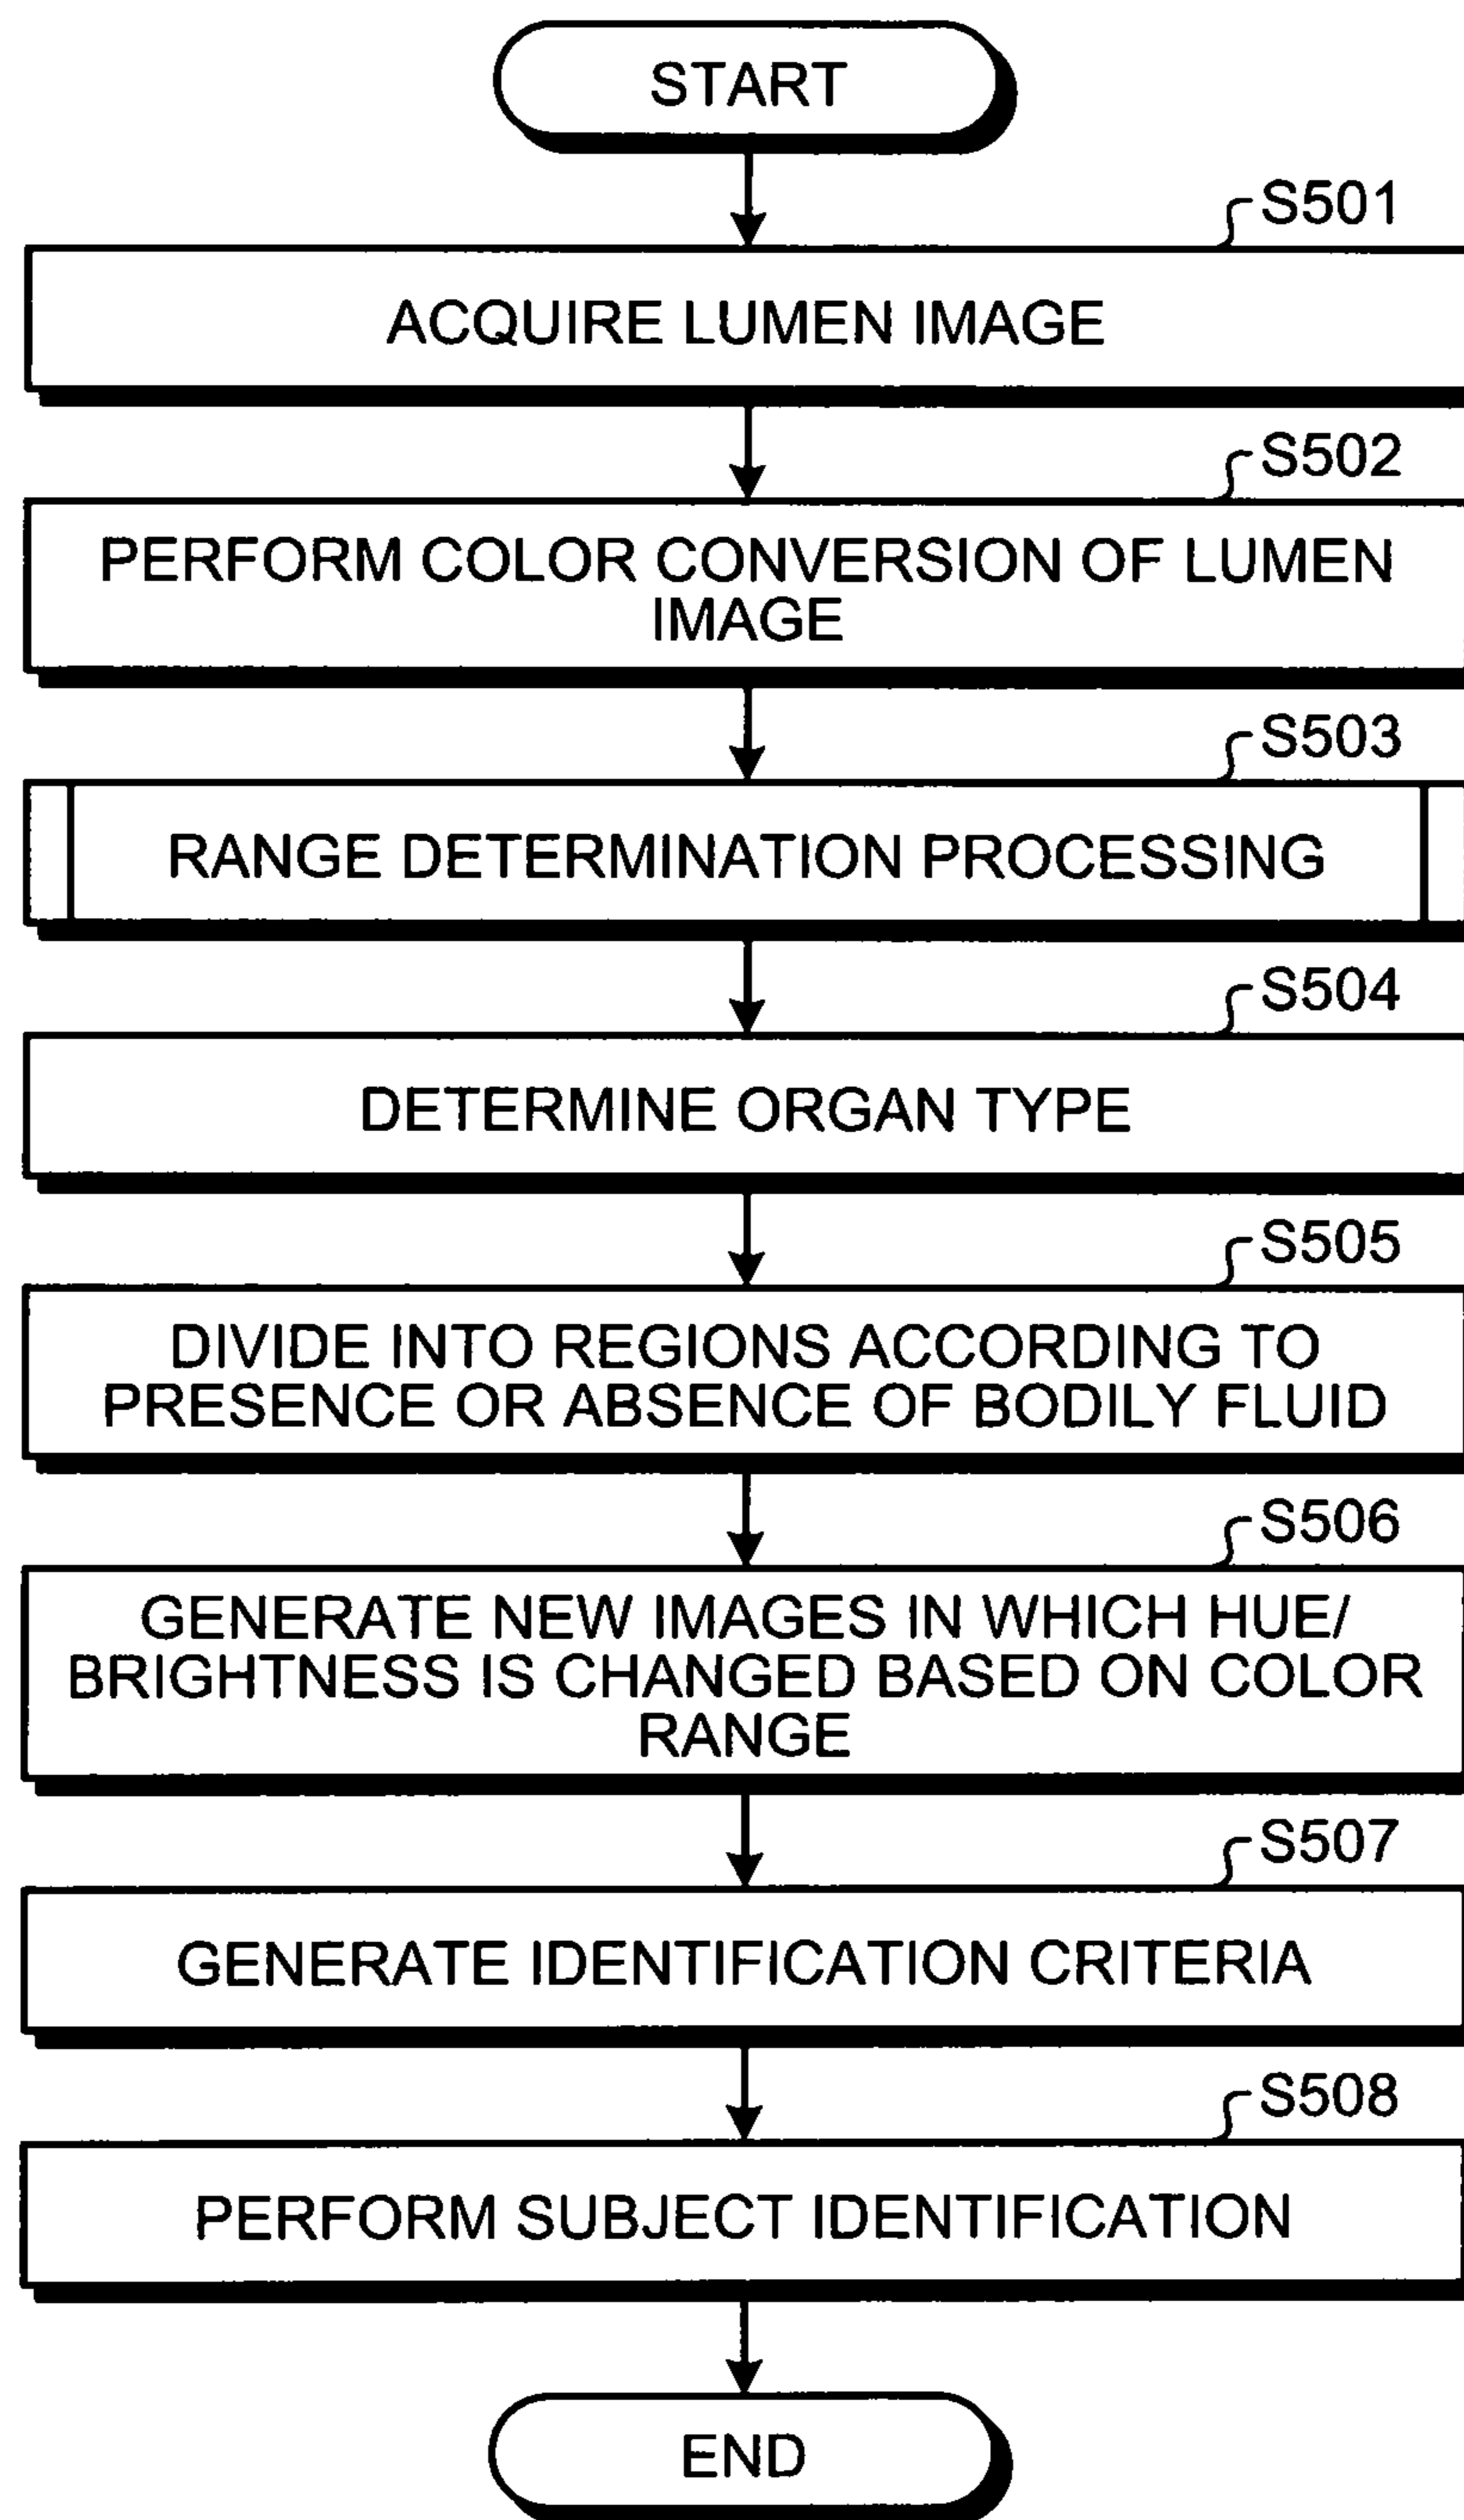 START
S501
ACQUIRE LUMEN IMAGE
S502
PERFORM COLOR CONVERSION OF LUMEN
IMAGE
S503
RANGE DETERMINATION PROCESSING
S504
DETERMINE ORGAN TYPE
S505
DIVIDE INTO REGIONS ACCORDING TO
PRESENCE OR ABSENCE OF BODILY FLUID
S506
GENERATE NEW IMAGES IN WHICH HUE/
BRIGHTNESS IS CHANGED BASED ON COLOR
RANGE
S507
GENERATE IDENTIFICATION CRITERIA
S508
PERFORM SUBJECT IDENTIFICATION
END